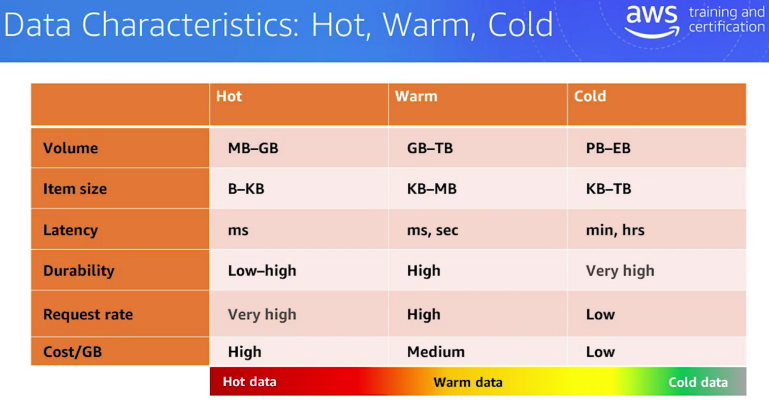 Data Characteristics: Hot, Warm, Cold
aws training and
certification
Hot Warm Cold
Volume MB–GB GB–TB PB–EB
Item size B–KB KB–MB KB–TB
Latency ms ms, sec min, hrs
Durability Low–high High Very high
Request rate Very high High Low
Cost/GB High Medium Low
Hot data Warm data Cold data